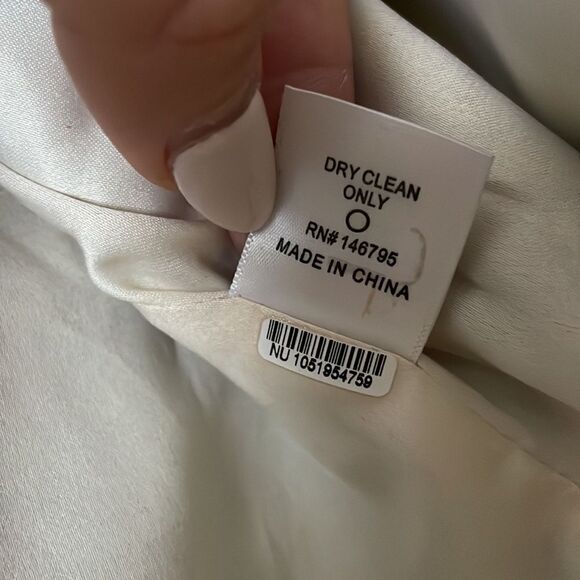 DRY CLEAN
ONLY
RN# 146795
MADE IN CHINA
NU 1051954759